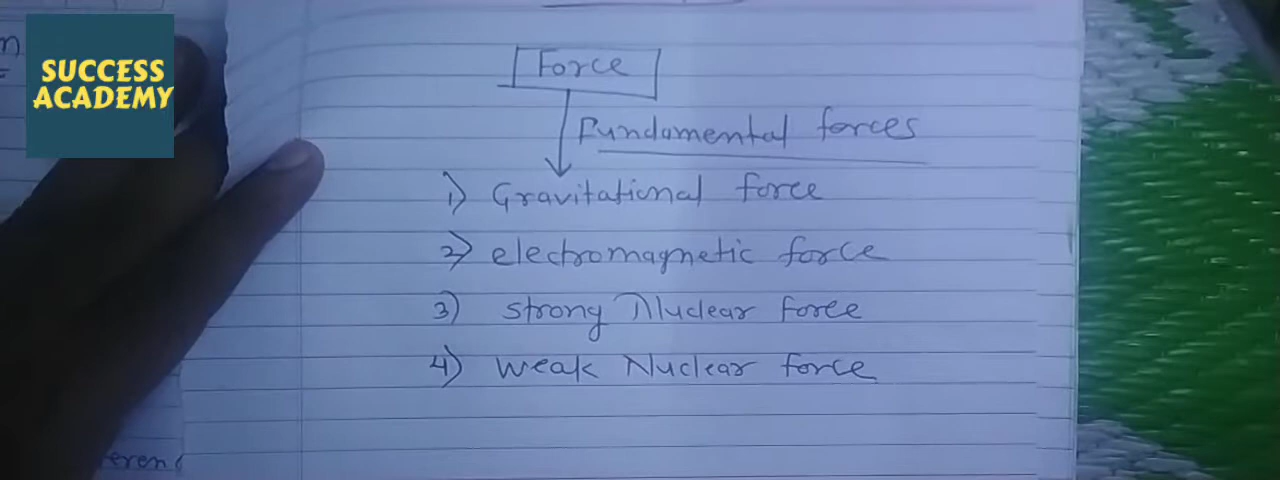 SUCCESS
ACADEMY
Force
Fundamental forces
1) Gravitational force
2) electromagnetic force
3) strong Nuclear force
4) Weak Nuclear force